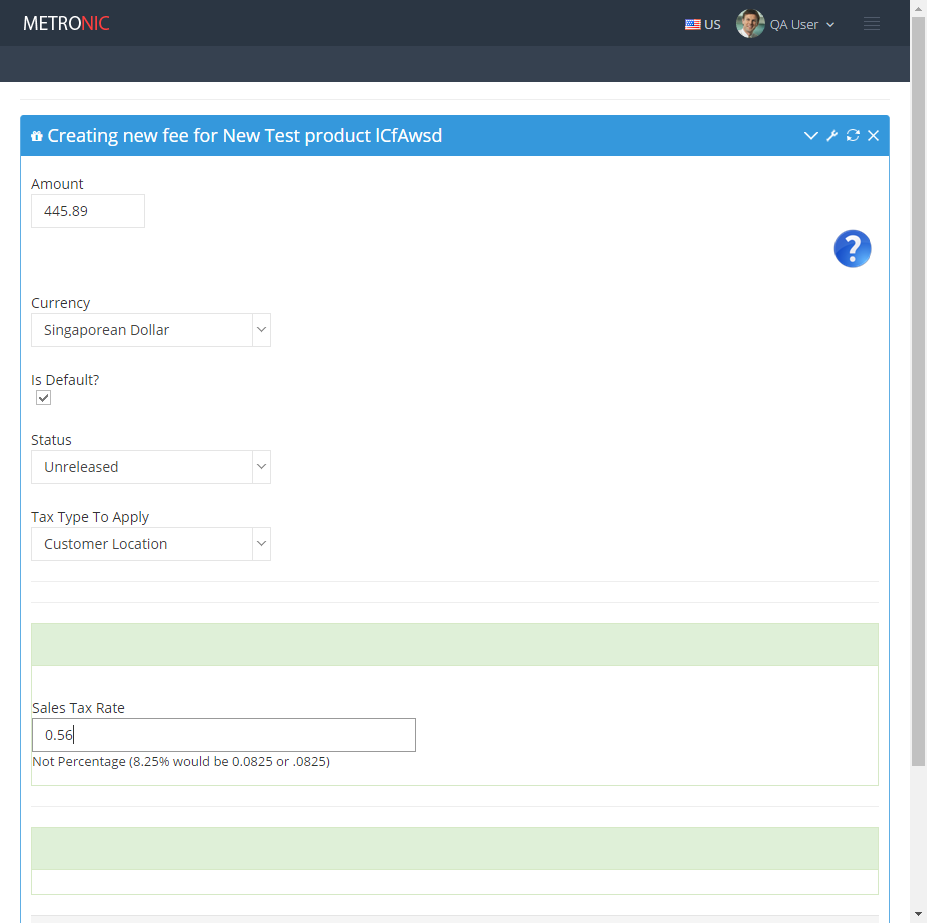 METRONIC
US
QA User
Creating new fee for New Test product lCfAwsd
Amount
445.89
?
Currency
Singaporean Dollar
Is Default?
Status
Unreleased
Tax Type To Apply
Customer Location
Sales Tax Rate
0.56
Not Percentage (8.25% would be 0.0825 or .0825)